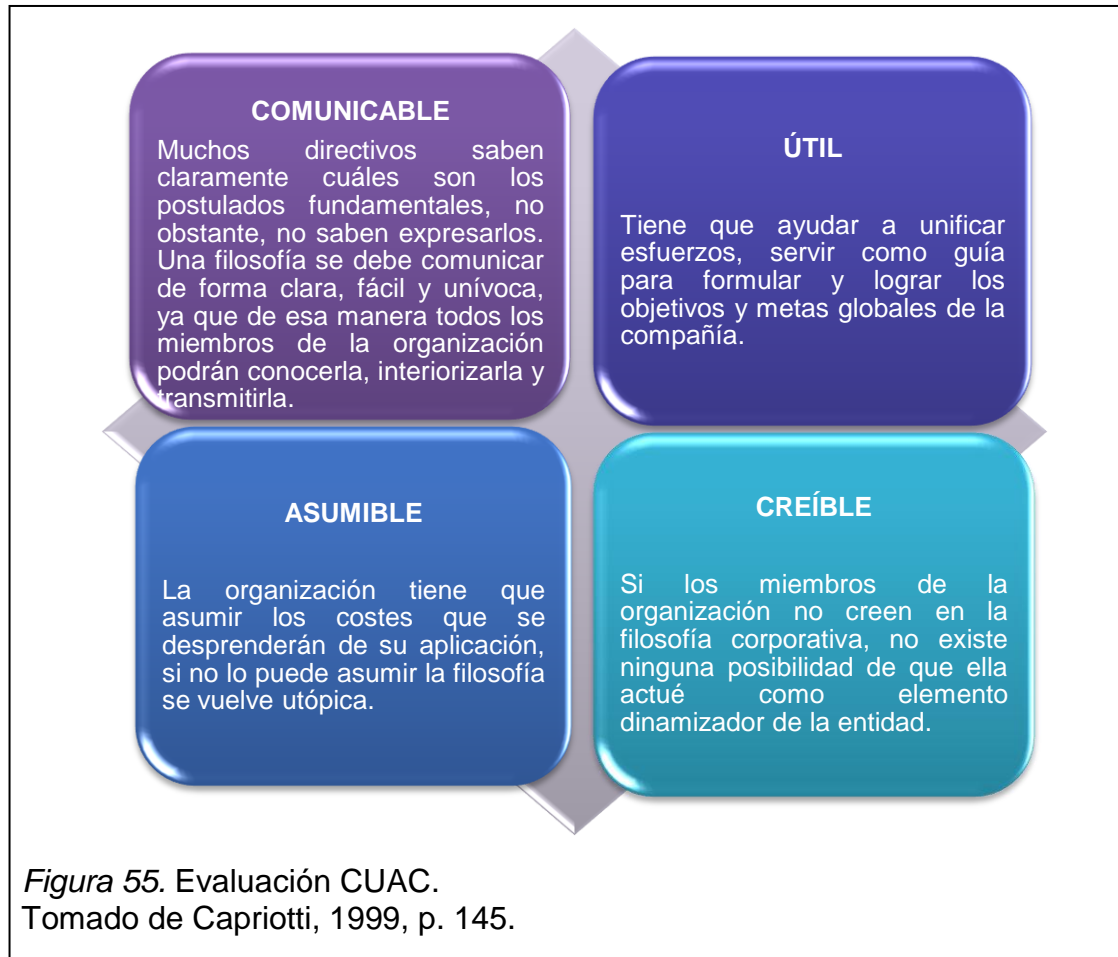 COMUNICABLE
Muchos directivos saben
claramente cuáles son los
postulados fundamentales, no
obstante, no saben expresarlos.
Una filosofía se debe comunicar
de forma clara, fácil y unívoca,
ya que de esa manera todos los
miembros de la organización
podrán conocerla, interiorizarla y
transmitirla.
ÚTIL
Tiene que ayudar a unificar
esfuerzos, servir como guía
para formular y lograr los
objetivos y metas globales de la
compañía.
ASUMIBLE
La organización tiene que
asumir los costes que se
desprenderán de su aplicación,
si no lo puede asumir la filosofía
se vuelve utópica.
CREÍBLE
Si los miembros de la
organización no creen en la
filosofía corporativa, no existe
ninguna posibilidad de que ella
actué como elemento
dinamizador de la entidad.
Figura 55. Evaluación CUAC.
Tomado de Capriotti, 1999, p. 145.